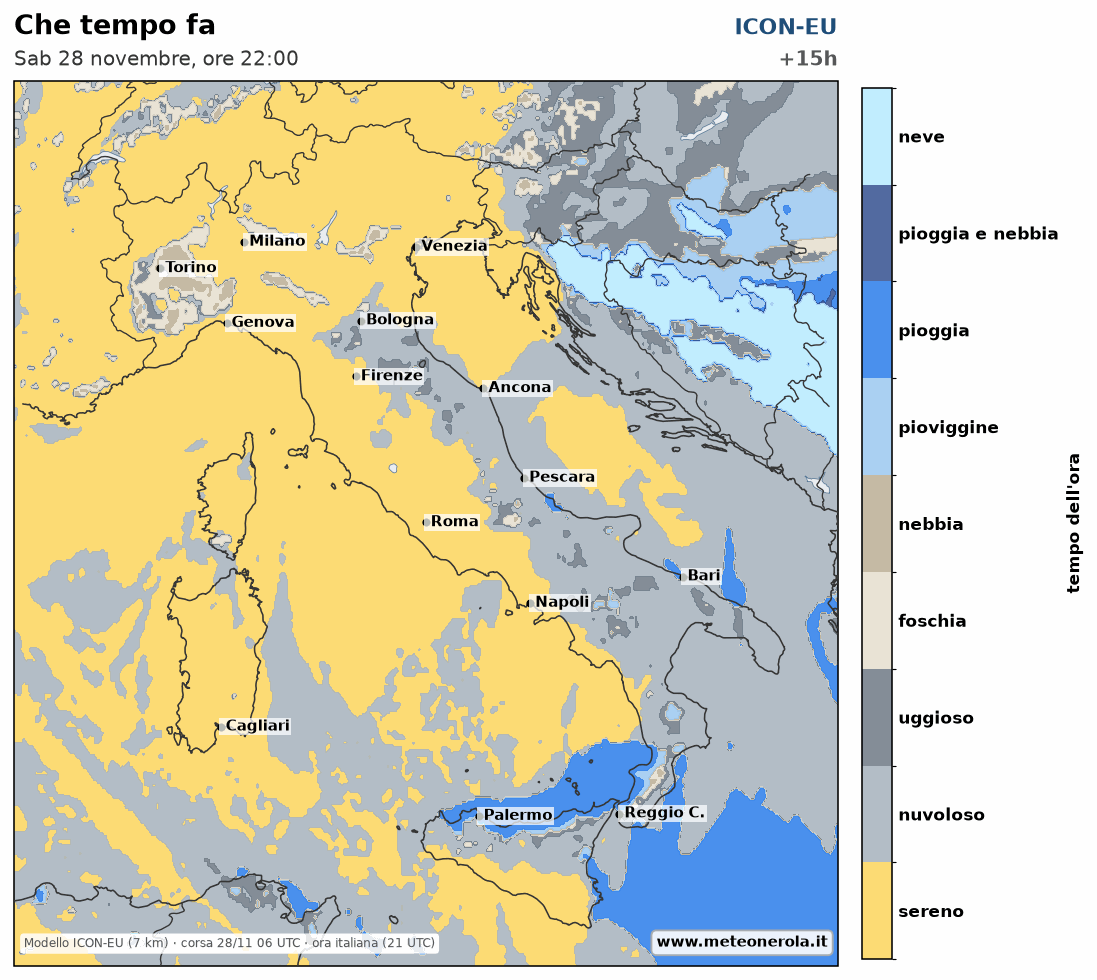 Che tempo fa
ICON-EU
Sab 28 novembre, ore 22:00
+15h
neve
pioggia e nebbia
pioggia
pioviggine
nebbia
foschia
uggioso
nuvoloso
sereno
tempo dell'ora
Milano
Venezia
Torino
Genova
Bologna
Firenze
Ancona
Pescara
Roma
Bari
Napoli
Cagliari
Palermo
Reggio C.
Modello ICON-EU (7 km) · corsa 28/11 06 UTC · ora italiana (21 UTC)
www.meteonerola.it